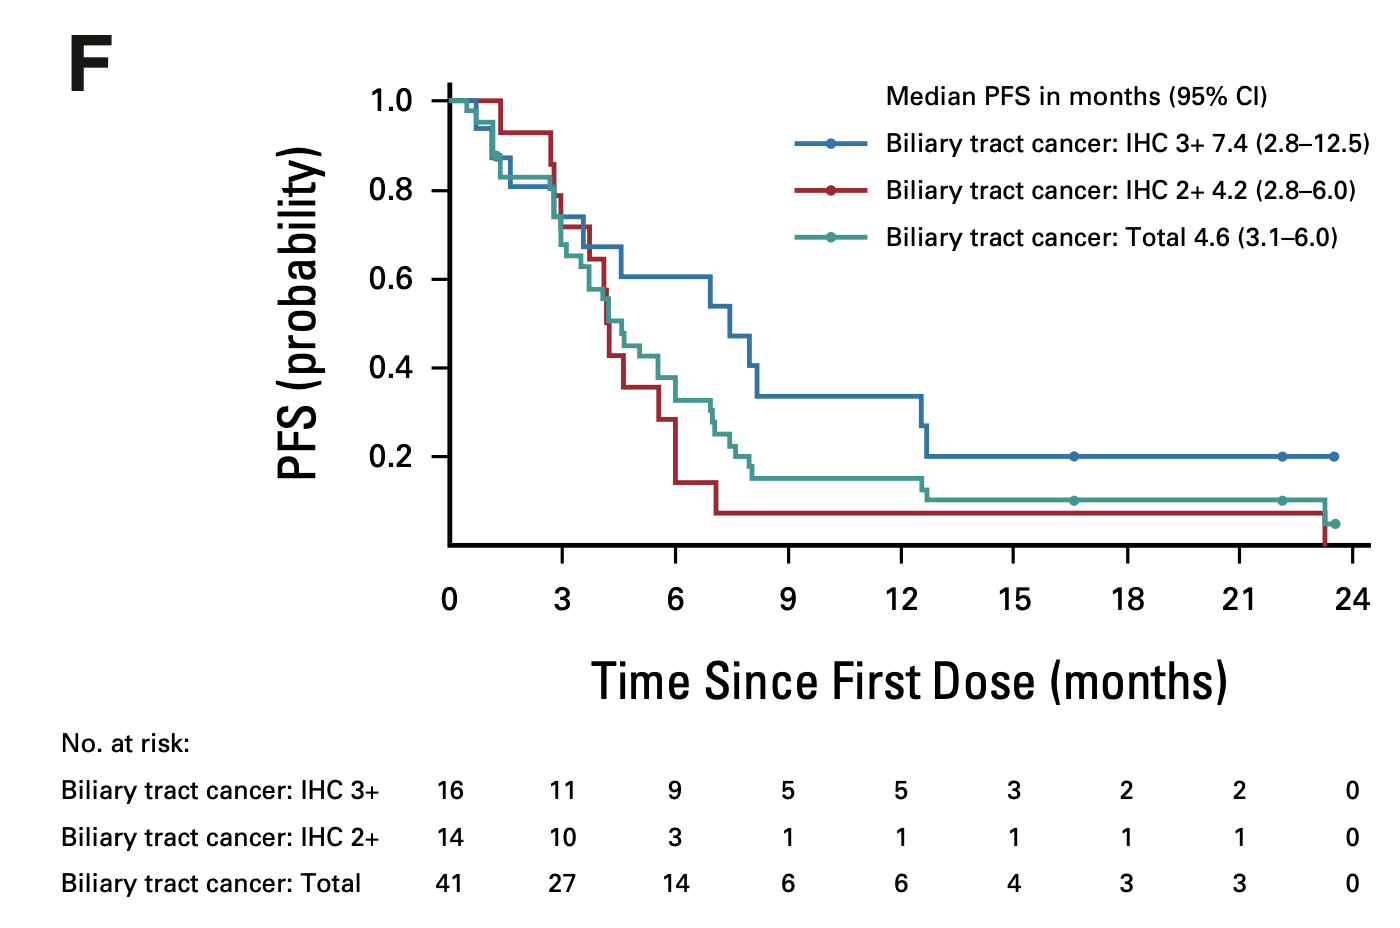 F
Median PFS in months (95% CI)
Biliary tract cancer: IHC 3+ 7.4 (2.8–12.5)
Biliary tract cancer: IHC 2+ 4.2 (2.8–6.0)
Biliary tract cancer: Total 4.6 (3.1–6.0)
PFS (probability)
1.0
0.8
0.6
0.4
0.2
0 3 6 9 12 15 18 21 24
Time Since First Dose (months)
No. at risk:
Biliary tract cancer: IHC 3+ 16 11 9 5 5 3 2 2 0
Biliary tract cancer: IHC 2+ 14 10 3 1 1 1 1 1 0
Biliary tract cancer: Total 41 27 14 6 6 4 3 3 0